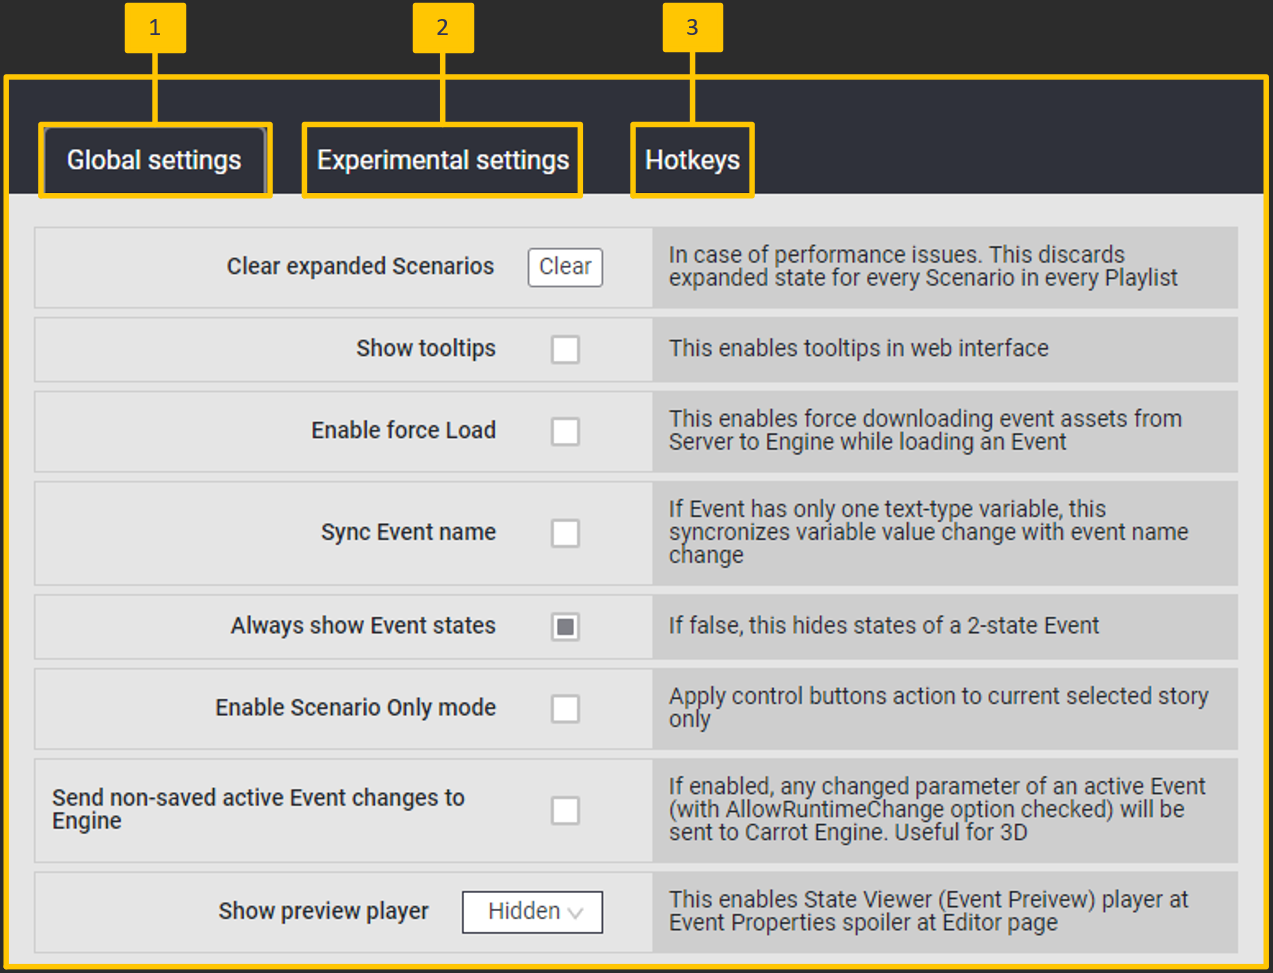 1
2
3
Global settings
Experimental settings
Hotkeys
Clear expanded Scenarios
Clear
In case of performance issues. This discards
expanded state for every Scenario in every Playlist
Show tooltips
This enables tooltips in web interface
Enable force Load
This enables force downloading event assets from
Server to Engine while loading an Event
Sync Event name
If Event has only one text-type variable, this
syncronizes variable value change with event name
change
Always show Event states
If false, this hides states of a 2-state Event
Enable Scenario Only mode
Apply control buttons action to current selected story
only
Send non-saved active Event changes to
Engine
If enabled, any changed parameter of an active Event
(with AllowRuntimeChange option checked) will be
sent to Carrot Engine. Useful for 3D
Show preview player
Hidden
This enables State Viewer (Event Preivew) player at
Event Properties spoiler at Editor page